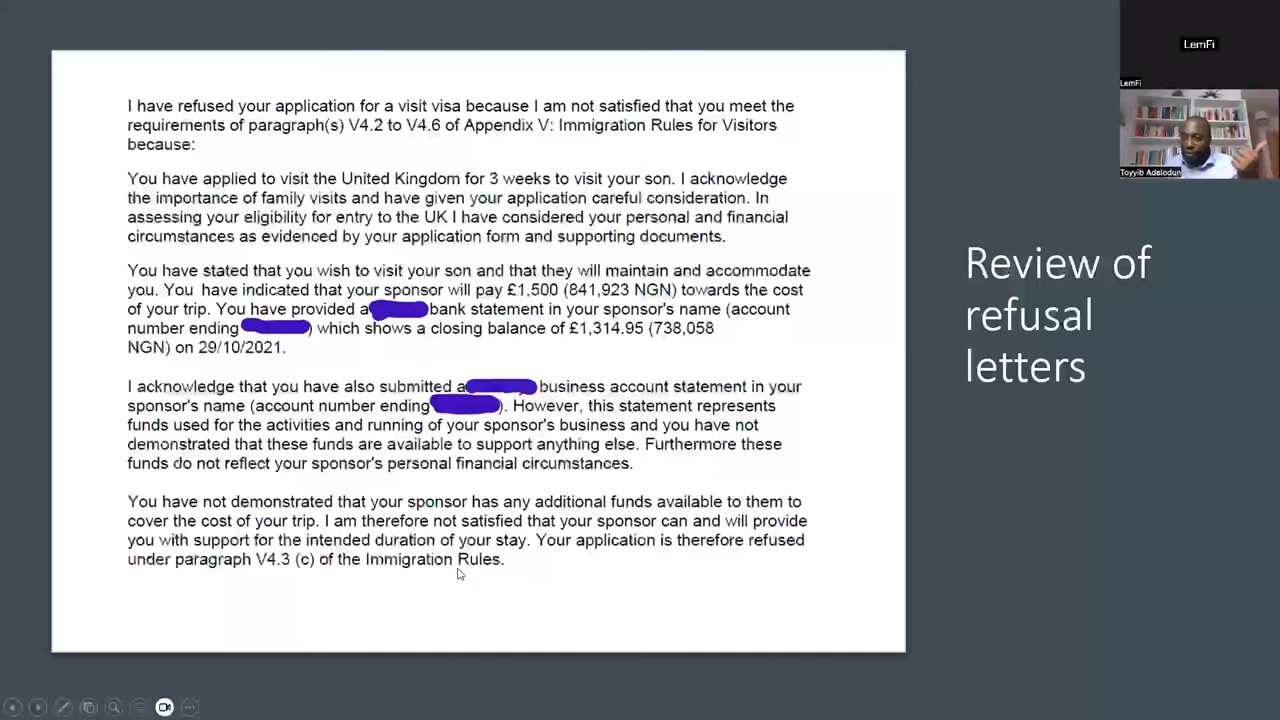 I have refused your application for a visit visa because I am not satisfied that you meet the
requirements of paragraph(s) V4.2 to V4.6 of Appendix V: Immigration Rules for Visitors
because:
You have applied to visit the United Kingdom for 3 weeks to visit your son. I acknowledge
the importance of family visits and have given your application careful consideration. In
assessing your eligibility for entry to the UK I have considered your personal and financial
circumstances as evidenced by your application form and supporting documents.
You have stated that you wish to visit your son and that they will maintain and accommodate
you. You have indicated that your sponsor will pay £1,500 (841,923 NGN) towards the cost
of your trip. You have provided a bank statement in your sponsor's name (account
number ending ) which shows a closing balance of £1,314.95 (738,058
NGN) on 29/10/2021.
I acknowledge that you have also submitted a business account statement in your
sponsor's name (account number ending ). However, this statement represents
funds used for the activities and running of your sponsor's business and you have not
demonstrated that these funds are available to support anything else. Furthermore these
funds do not reflect your sponsor's personal financial circumstances.
You have not demonstrated that your sponsor has any additional funds available to them to
cover the cost of your trip. I am therefore not satisfied that your sponsor can and will provide
you with support for the intended duration of your stay. Your application is therefore refused
under paragraph V4.3 (c) of the Immigration Rules.
Review of
refusal
letters
LemFi
LemFi
Toyyib Adelodun